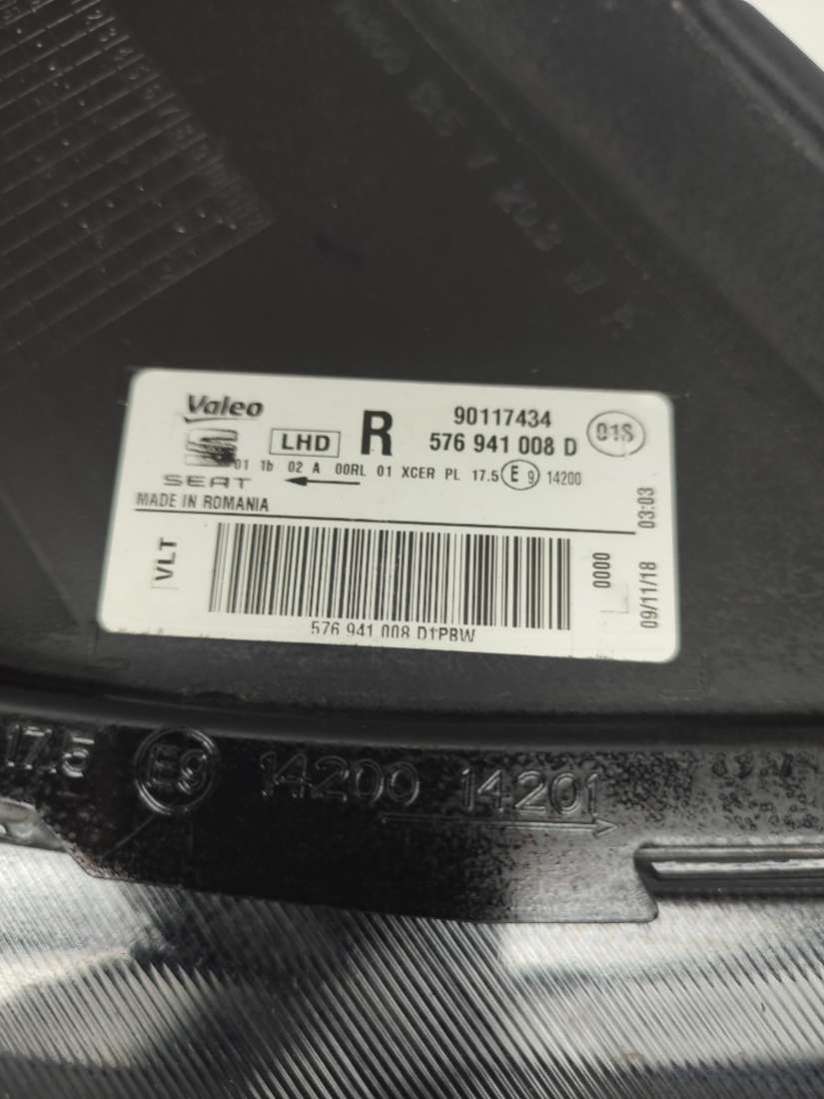 Valeo
90117434
LHD R 576 941 008 D 01S
01 1b 02 A 00RL 01 XCER PL 17.5 E 9 14200
SEAT
MADE IN ROMANIA
VLT
0000
09/11/18 03:03
576 941 008 D1PBW
17.5 E9 14200 14201